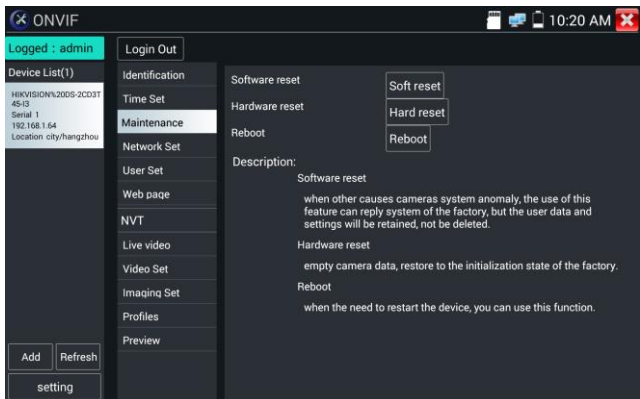 ONVIF
10:20 AM
Logged : admin
Login Out
Device List(1)
HIKVISION%20DS-2CD3T
45-I3
Serial 1
192.168.1.64
Location city/hangzhou
Add
Refresh
setting
Identification
Time Set
Maintenance
Network Set
User Set
Web page
NVT
Live video
Video Set
Imaging Set
Profiles
Preview
Software reset
Soft reset
Hardware reset
Hard reset
Reboot
Reboot
Description:
Software reset
when other causes cameras system anomaly, the use of this
feature can reply system of the factory, but the user data and
settings will be retained, not be deleted.
Hardware reset
empty camera data, restore to the initialization state of the factory.
Reboot
when the need to restart the device, you can use this function.